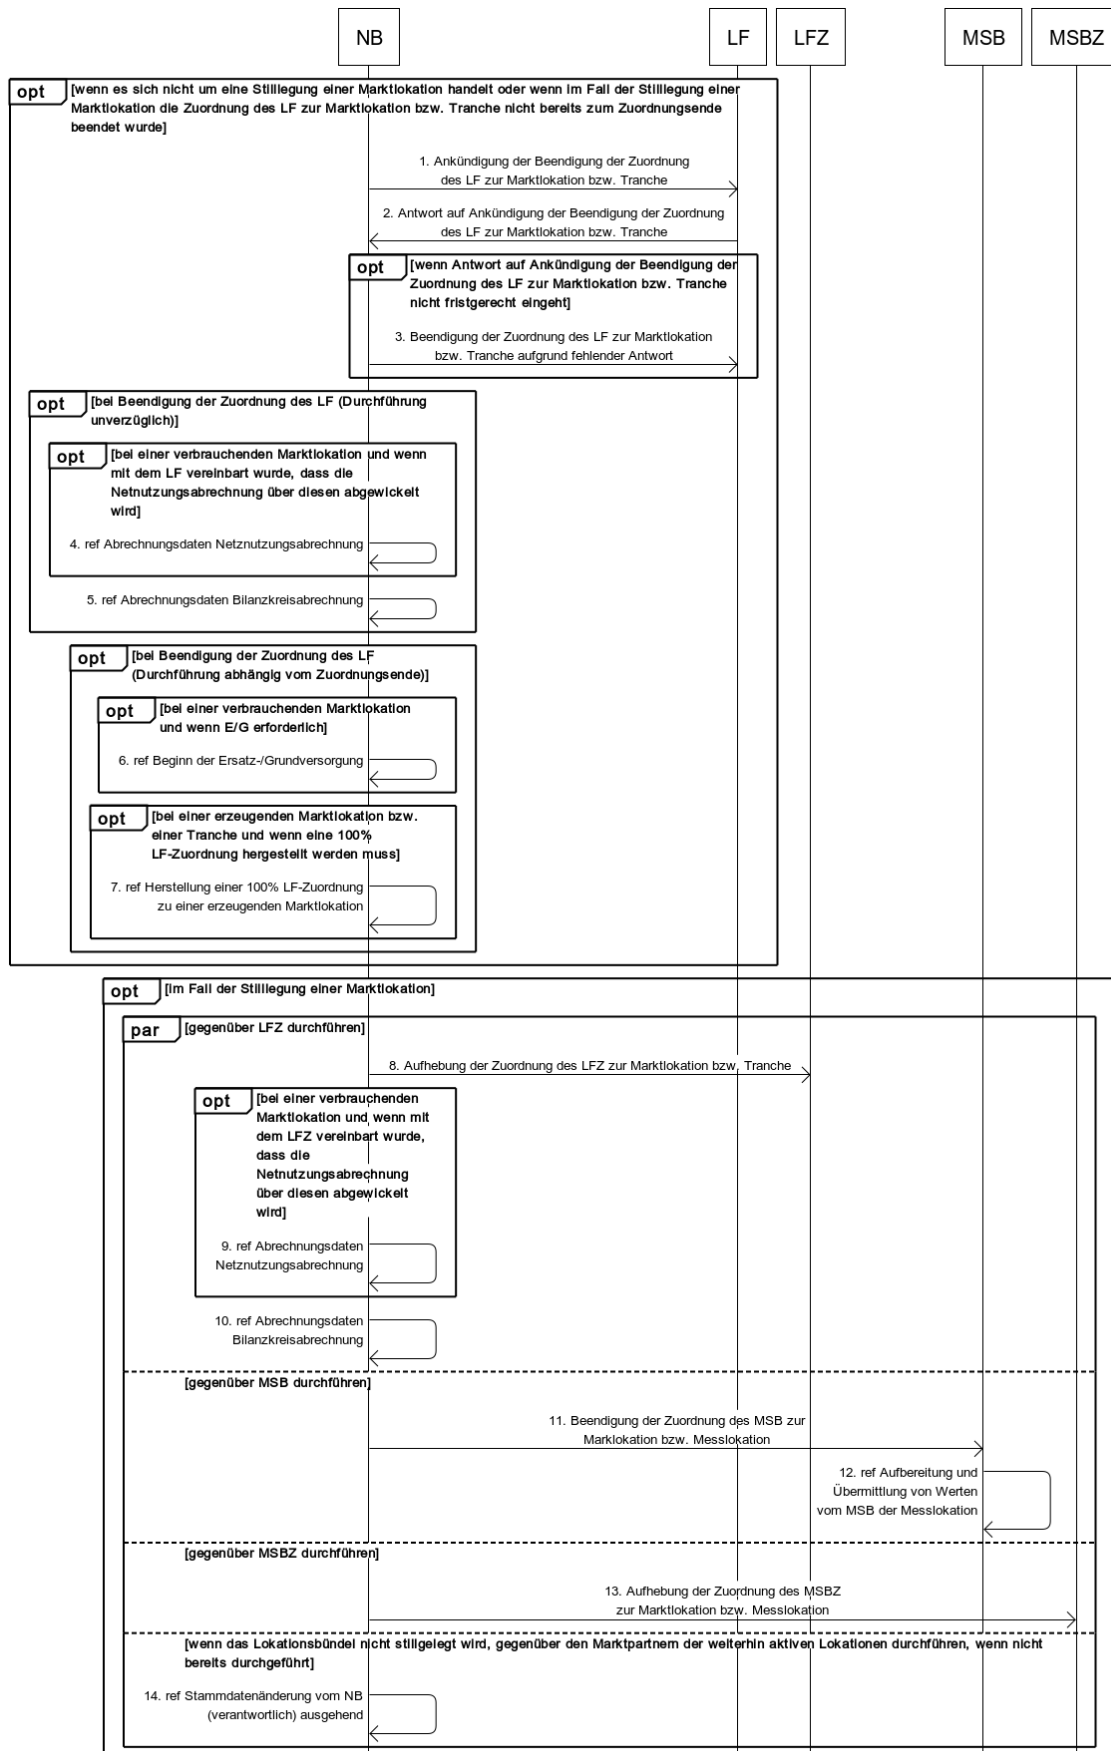 NB
LF
LFZ
MSB
MSBZ
opt
[wenn es sich nicht um eine Stilllegung einer Marktlokation handelt oder wenn im Fall der Stilllegung einer
Marktlokation die Zuordnung des LF zur Marktlokation bzw. Tranche nicht bereits zum Zuordnungsende
beendet wurde]
1. Ankündigung der Beendigung der Zuordnung
des LF zur Marktlokation bzw. Tranche
2. Antwort auf Ankündigung der Beendigung der Zuordnung
des LF zur Marktlokation bzw. Tranche
opt
[wenn Antwort auf Ankündigung der Beendigung der
Zuordnung des LF zur Marktlokation bzw. Tranche
nicht fristgerecht eingeht]
3. Beendigung der Zuordnung des LF zur Marktlokation
bzw. Tranche aufgrund fehlender Antwort
opt
[bei Beendigung der Zuordnung des LF (Durchführung
unverzüglich)]
opt
[bei einer verbrauchenden Marktlokation und wenn
mit dem LF vereinbart wurde, dass die
Netnutzungsabrechnung über diesen abgewickelt
wird]
4. ref Abrechnungsdaten Netznutzungsabrechnung
5. ref Abrechnungsdaten Bilanzkreisabrechnung
opt
[bei Beendigung der Zuordnung des LF
(Durchführung abhängig vom Zuordnungsende)]
opt
[bei einer verbrauchenden Marktlokation
und wenn E/G erforderlich]
6. ref Beginn der Ersatz-/Grundversorgung
opt
[bei einer erzeugenden Marktlokation bzw.
einer Tranche und wenn eine 100%
LF-Zuordnung hergestellt werden muss]
7. ref Herstellung einer 100% LF-Zuordnung
zu einer erzeugenden Marktlokation
opt
[im Fall der Stilllegung einer Marktlokation]
par
[gegenüber LFZ durchführen]
8. Aufhebung der Zuordnung des LFZ zur Marktlokation bzw. Tranche
opt
[bei einer verbrauchenden
Marktlokation und wenn mit
dem LFZ vereinbart wurde,
dass die
Netnutzungsabrechnung
über diesen abgewickelt
wird]
9. ref Abrechnungsdaten
Netznutzungsabrechnung
10. ref Abrechnungsdaten
Bilanzkreisabrechnung
[gegenüber MSB durchführen]
11. Beendigung der Zuordnung des MSB zur
Marklokation bzw. Messlokation
12. ref Aufbereitung und
Übermittlung von Werten
vom MSB der Messlokation
[gegenüber MSBZ durchführen]
13. Aufhebung der Zuordnung des MSBZ
zur Marktlokation bzw. Messlokation
[wenn das Lokationsbündel nicht stillgelegt wird, gegenüber den Marktpartnern der weiterhin aktiven Lokationen durchführen, wenn nicht
bereits durchgeführt]
14. ref Stammdatenänderung vom NB
(verantwortlich) ausgehend